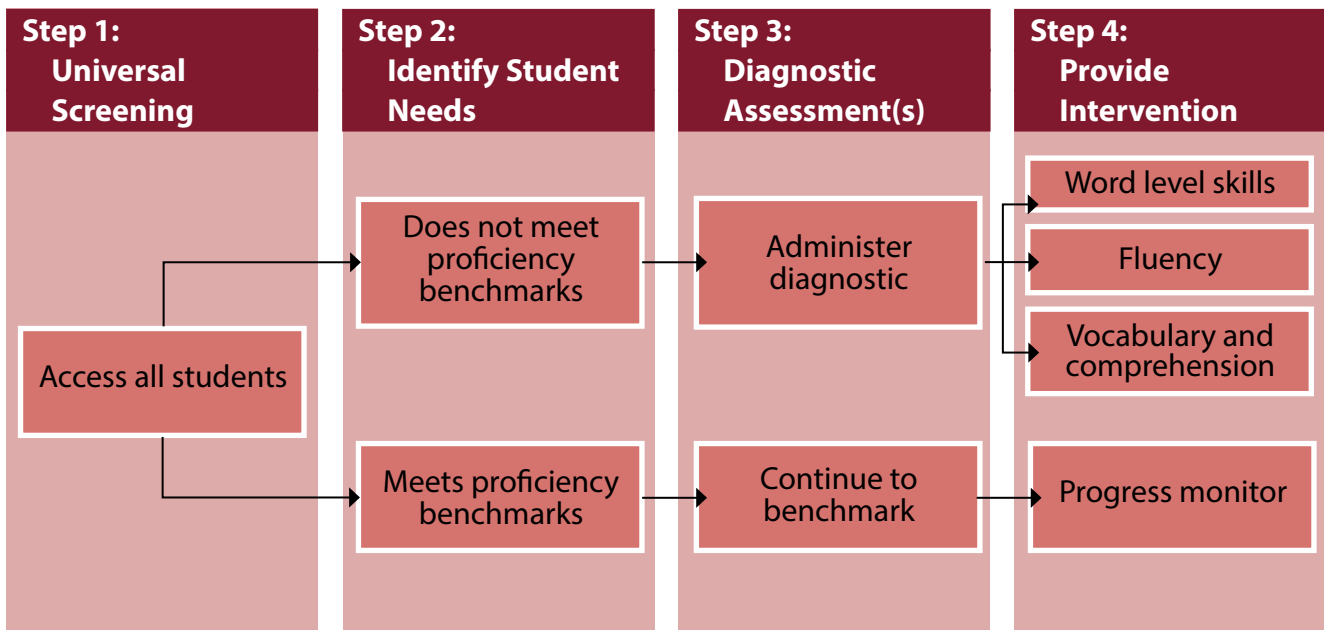 Step 1:
Universal
Screening
Step 2:
Identify Student
Needs
Step 3:
Diagnostic
Assessment(s)
Step 4:
Provide
Intervention
Access all students
Does not meet
proficiency
benchmarks
Meets proficiency
benchmarks
Administer
diagnostic
Continue to
benchmark
Word level skills
Fluency
Vocabulary and
comprehension
Progress monitor